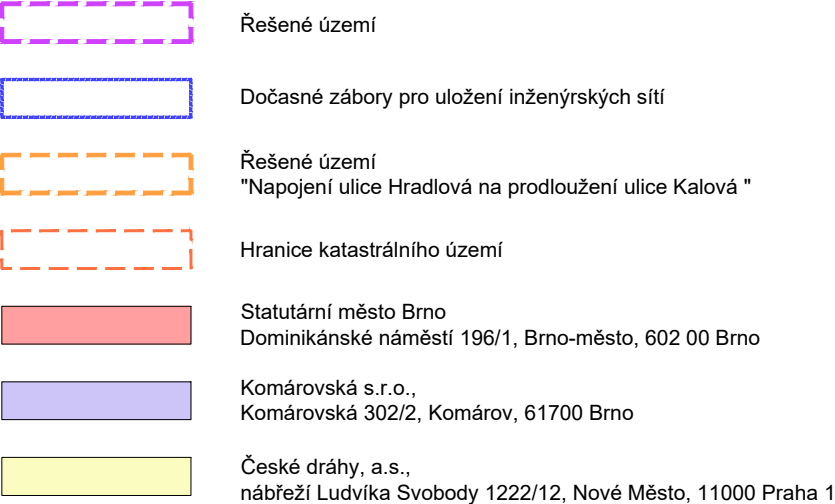 Řešené území
Dočasné zábory pro uložení inženýrských sítí
Řešené území
"Napojení ulice Hradlová na prodloužení ulice Kalová "
Hranice katastrálního území
Statutární město Brno
Dominikánské náměstí 196/1, Brno-město, 602 00 Brno
Komárovská s.r.o.,
Komárovská 302/2, Komárov, 61700 Brno
České dráhy, a.s.,
nábřeží Ludvíka Svobody 1222/12, Nové Město, 11000 Praha 1